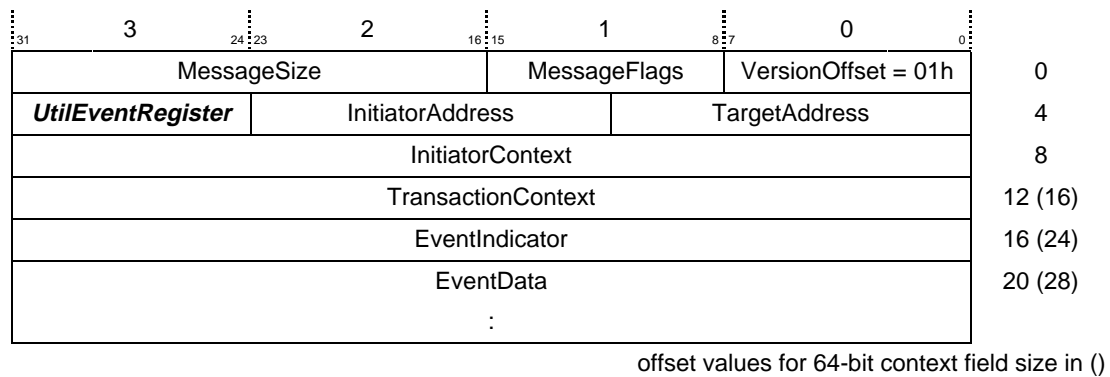 3 2 1 0
31 24 23 16 15 8 7 0
MessageSize MessageFlags VersionOffset = 01h 0
UtilEventRegister InitiatorAddress TargetAddress 4
InitiatorContext 8
TransactionContext 12 (16)
EventIndicator 16 (24)
EventData 20 (28)
:
offset values for 64-bit context field size in ()